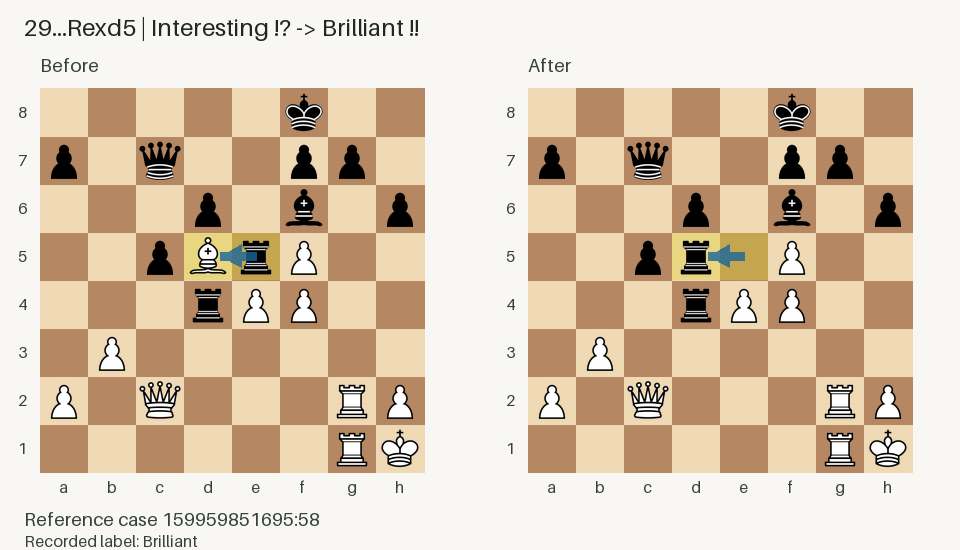 29...Rexd5 | Interesting !? -> Brilliant !!
Before
After
8
7
6
5
4
3
2
1
a b c d e f g h
8
7
6
5
4
3
2
1
a b c d e f g h
Reference case 159959851695:58
Recorded label: Brilliant